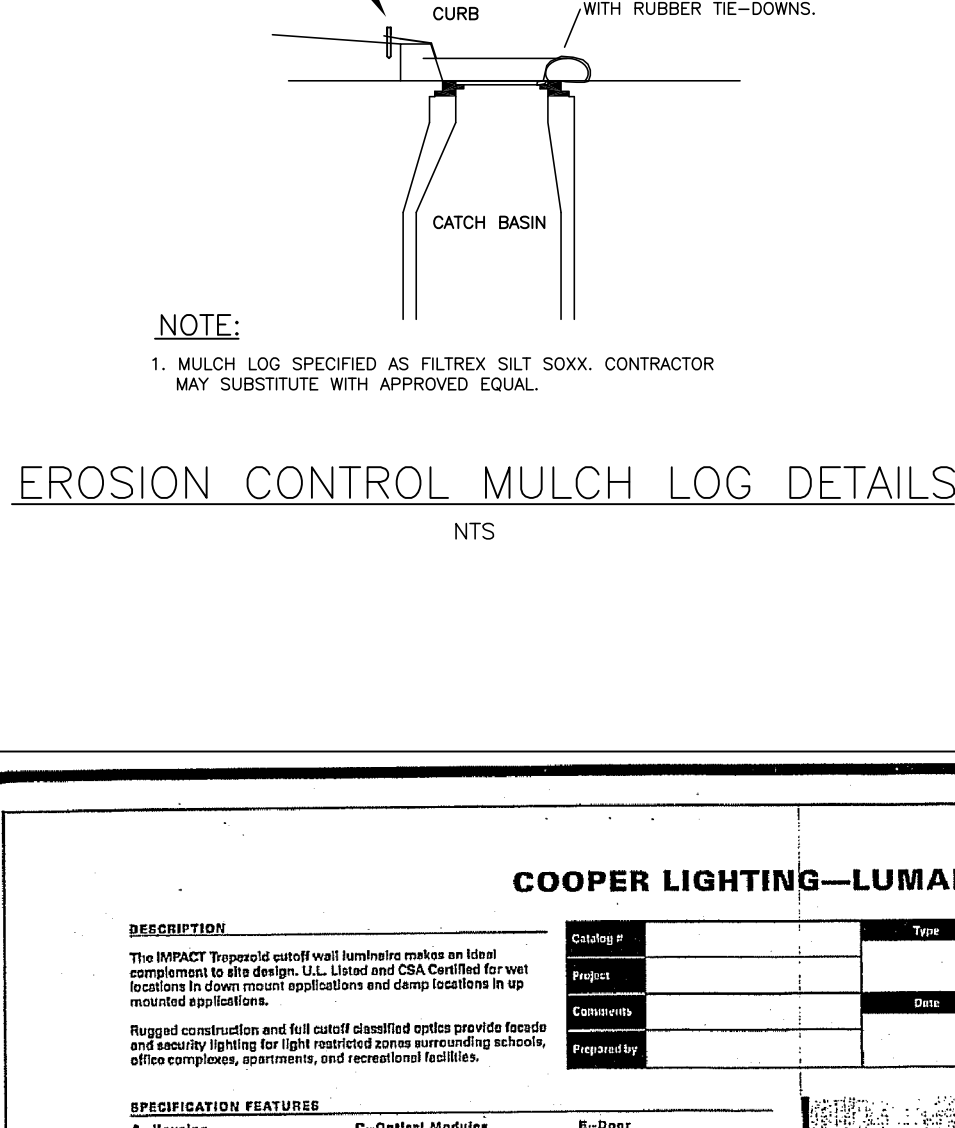 CURB
WITH RUBBER TIE-DOWNS.
CATCH BASIN
NOTE:
1. MULCH LOG SPECIFIED AS FILTREX SILT SOXX. CONTRACTOR
MAY SUBSTITUTE WITH APPROVED EQUAL.
EROSION CONTROL MULCH LOG DETAILS
NTS
COOPER LIGHTING—LUMA
DESCRIPTION
The IMPACT Trapezoid cutoff wall luminaire makes an ideal
complement to site design. U.L. Listed and CSA Certified for wet
locations in down mount applications and damp locations in up
mounted applications.
Rugged construction and full cutoff classified optics provide facade
and security lighting for light restricted zones surrounding schools,
office complexes, apartments, and recreational facilities.
Catalog #
Type
Project
Comments
Date
Prepared by
SPECIFICATION FEATURES
A--Housing
C--Optical Modules
E--Door